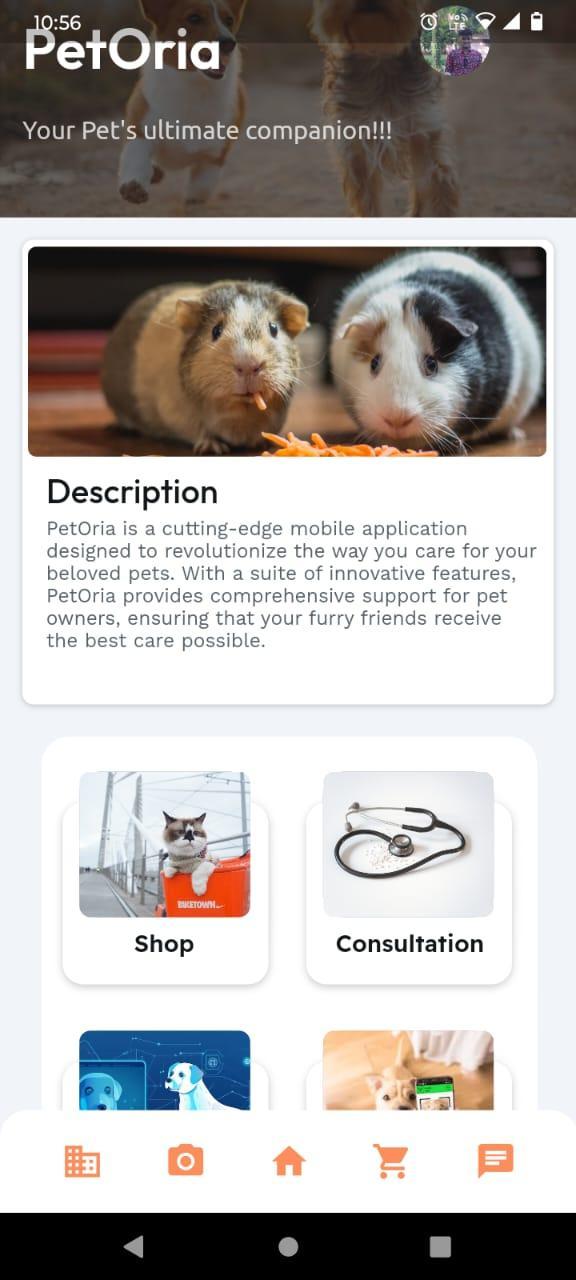 10:56
Vo LTE
PetOria
Your Pet's ultimate companion!!!
Description
PetOria is a cutting-edge mobile application
designed to revolutionize the way you care for your
beloved pets. With a suite of innovative features,
PetOria provides comprehensive support for pet
owners, ensuring that your furry friends receive
the best care possible.
BIKETOWN
Shop
Consultation